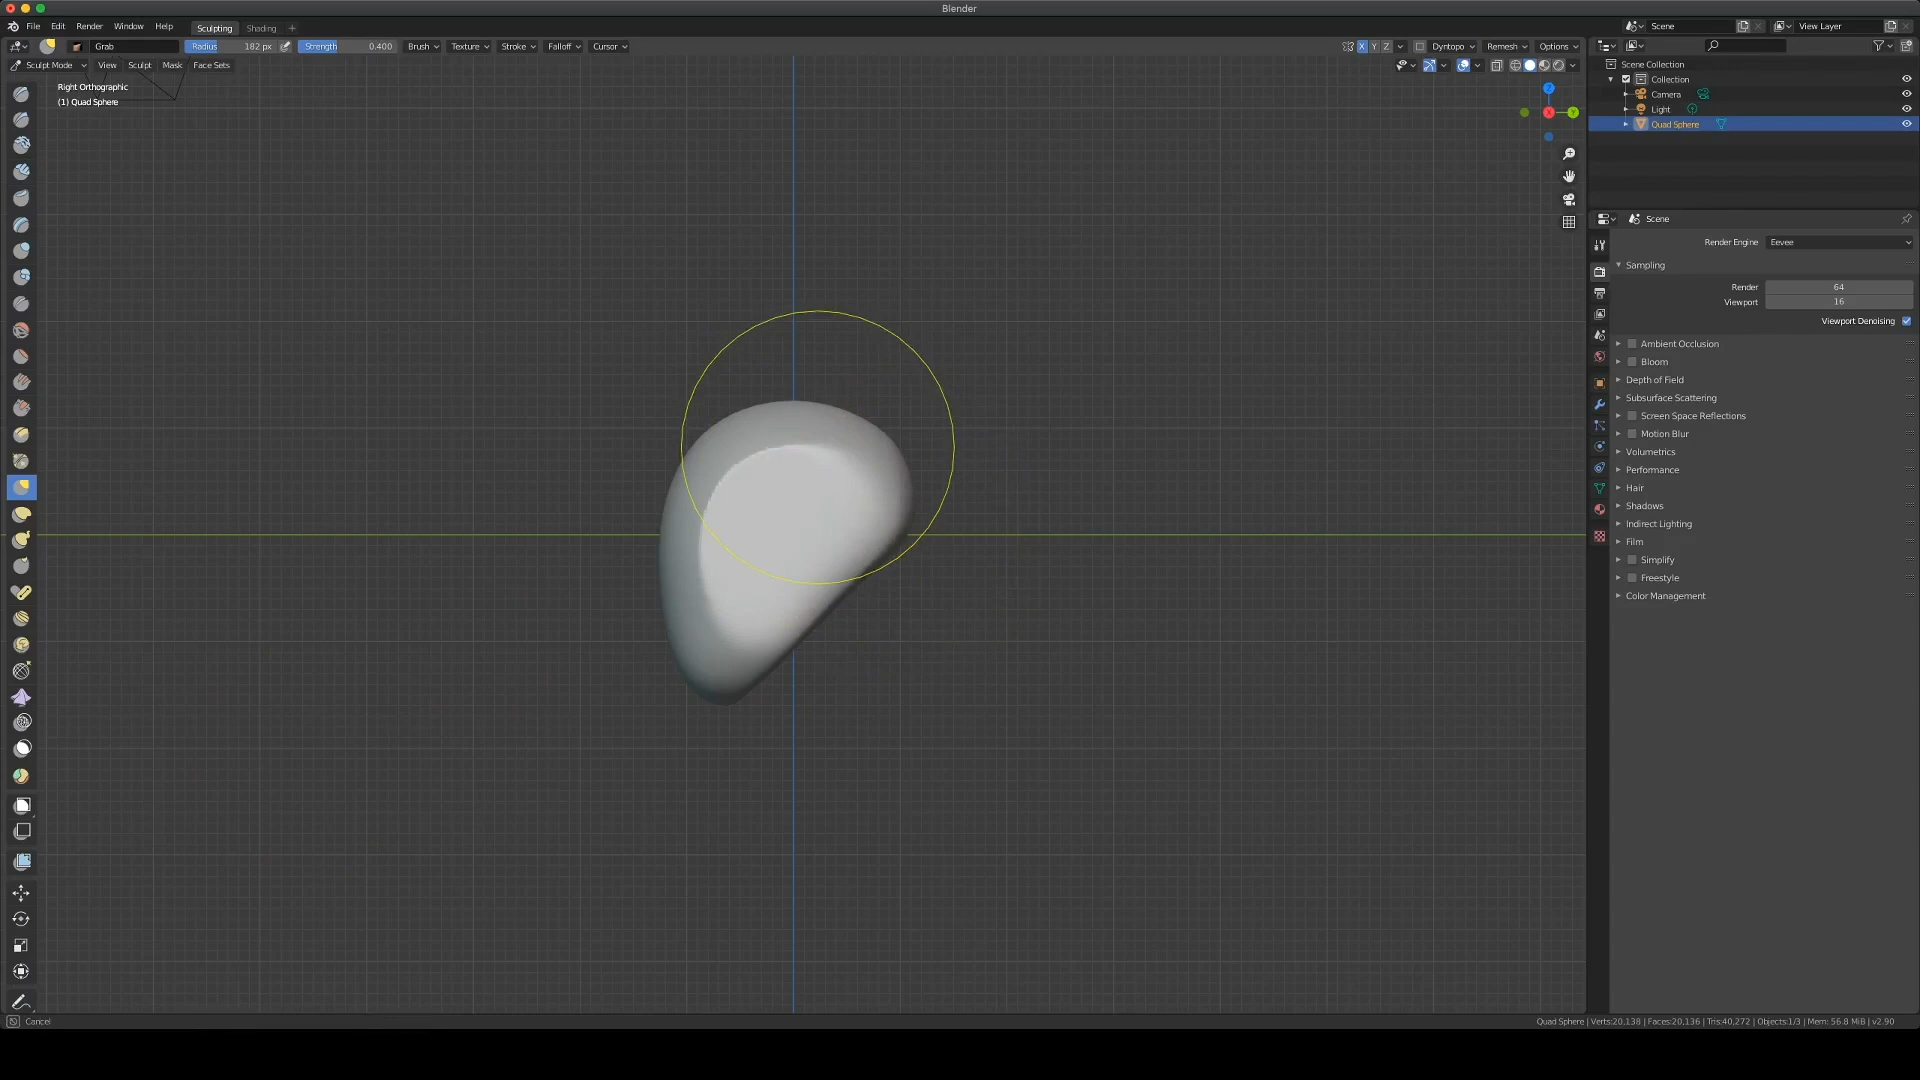 Blender
File Edit Render Window Help Sculpting Shading + Scene View Layer
Grab Radius 182 px Strength 0.400 Brush Texture Stroke Falloff Cursor X Y Z Dyntopo Remesh Options
Sculpt Mode View Sculpt Mask Face Sets
Right Orthographic
(1) Quad Sphere
Z
X
Y
Scene Collection
Collection
Camera
Light
Quad Sphere
Scene
Render Engine Eevee
Sampling
Render 64
Viewport 16
Viewport Denoising
Ambient Occlusion
Bloom
Depth of Field
Subsurface Scattering
Screen Space Reflections
Motion Blur
Volumetrics
Performance
Hair
Shadows
Indirect Lighting
Film
Simplify
Freestyle
Color Management
Cancel
Quad Sphere | Verts:20,138 | Faces:20,136 | Tris:40,272 | Objects:1/3 | Mem: 56.8 MiB | v2.90